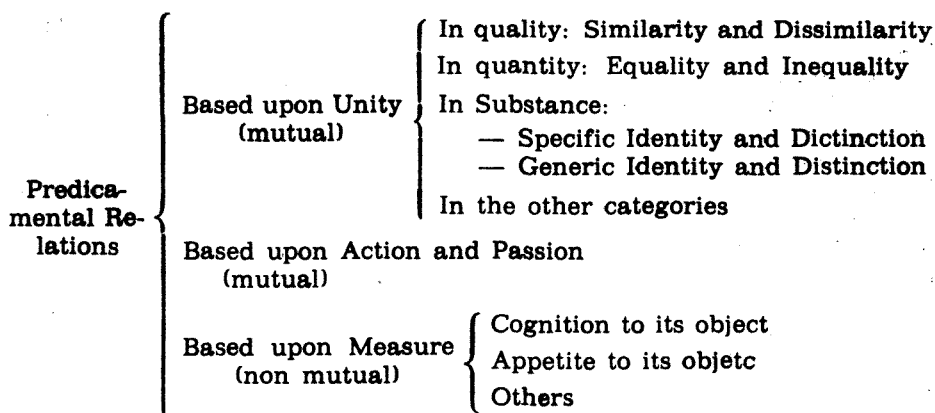 In quality: Similarity and Dissimilarity
In quantity: Equality and Inequality
Based upon Unity
(mutual)
In Substance:
— Specific Identity and Dictinction
— Generic Identity and Distinction
In the other categories
Predica-
mental Re-
lations
Based upon Action and Passion
(mutual)
Based upon Measure
(non mutual)
Cognition to its object
Appetite to its objetc
Others